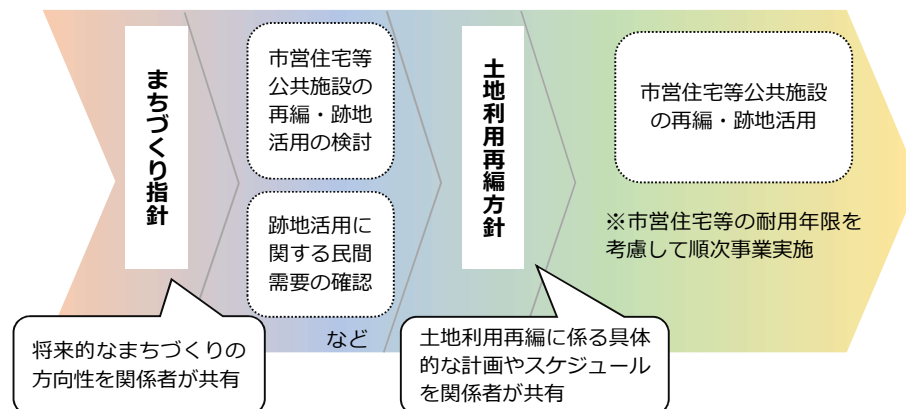 まちづくり指針
市営住宅等
公共施設の
再編・跡地
活用の検討
跡地活用に
関する民間
需要の確認
など
将来的なまちづくりの
方向性を関係者が共有
土地利用再編方針
土地利用再編に係る具体
的な計画やスケジュール
を関係者が共有
市営住宅等公共施設
の再編・跡地活用
※市営住宅等の耐用年限を
考慮して順次事業実施